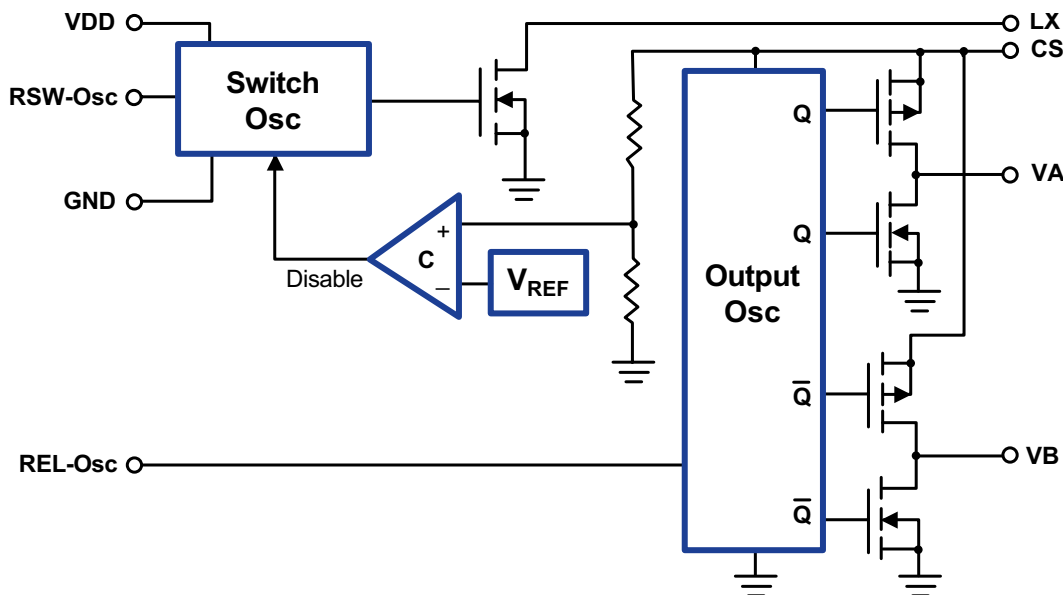 VDD
LX
CS
RSW-Osc
Switch
Osc
Q
VA
GND
Q
+
C
–
Disable
VREF
Output
Osc
Q̅
REL-Osc
VB
Q̅